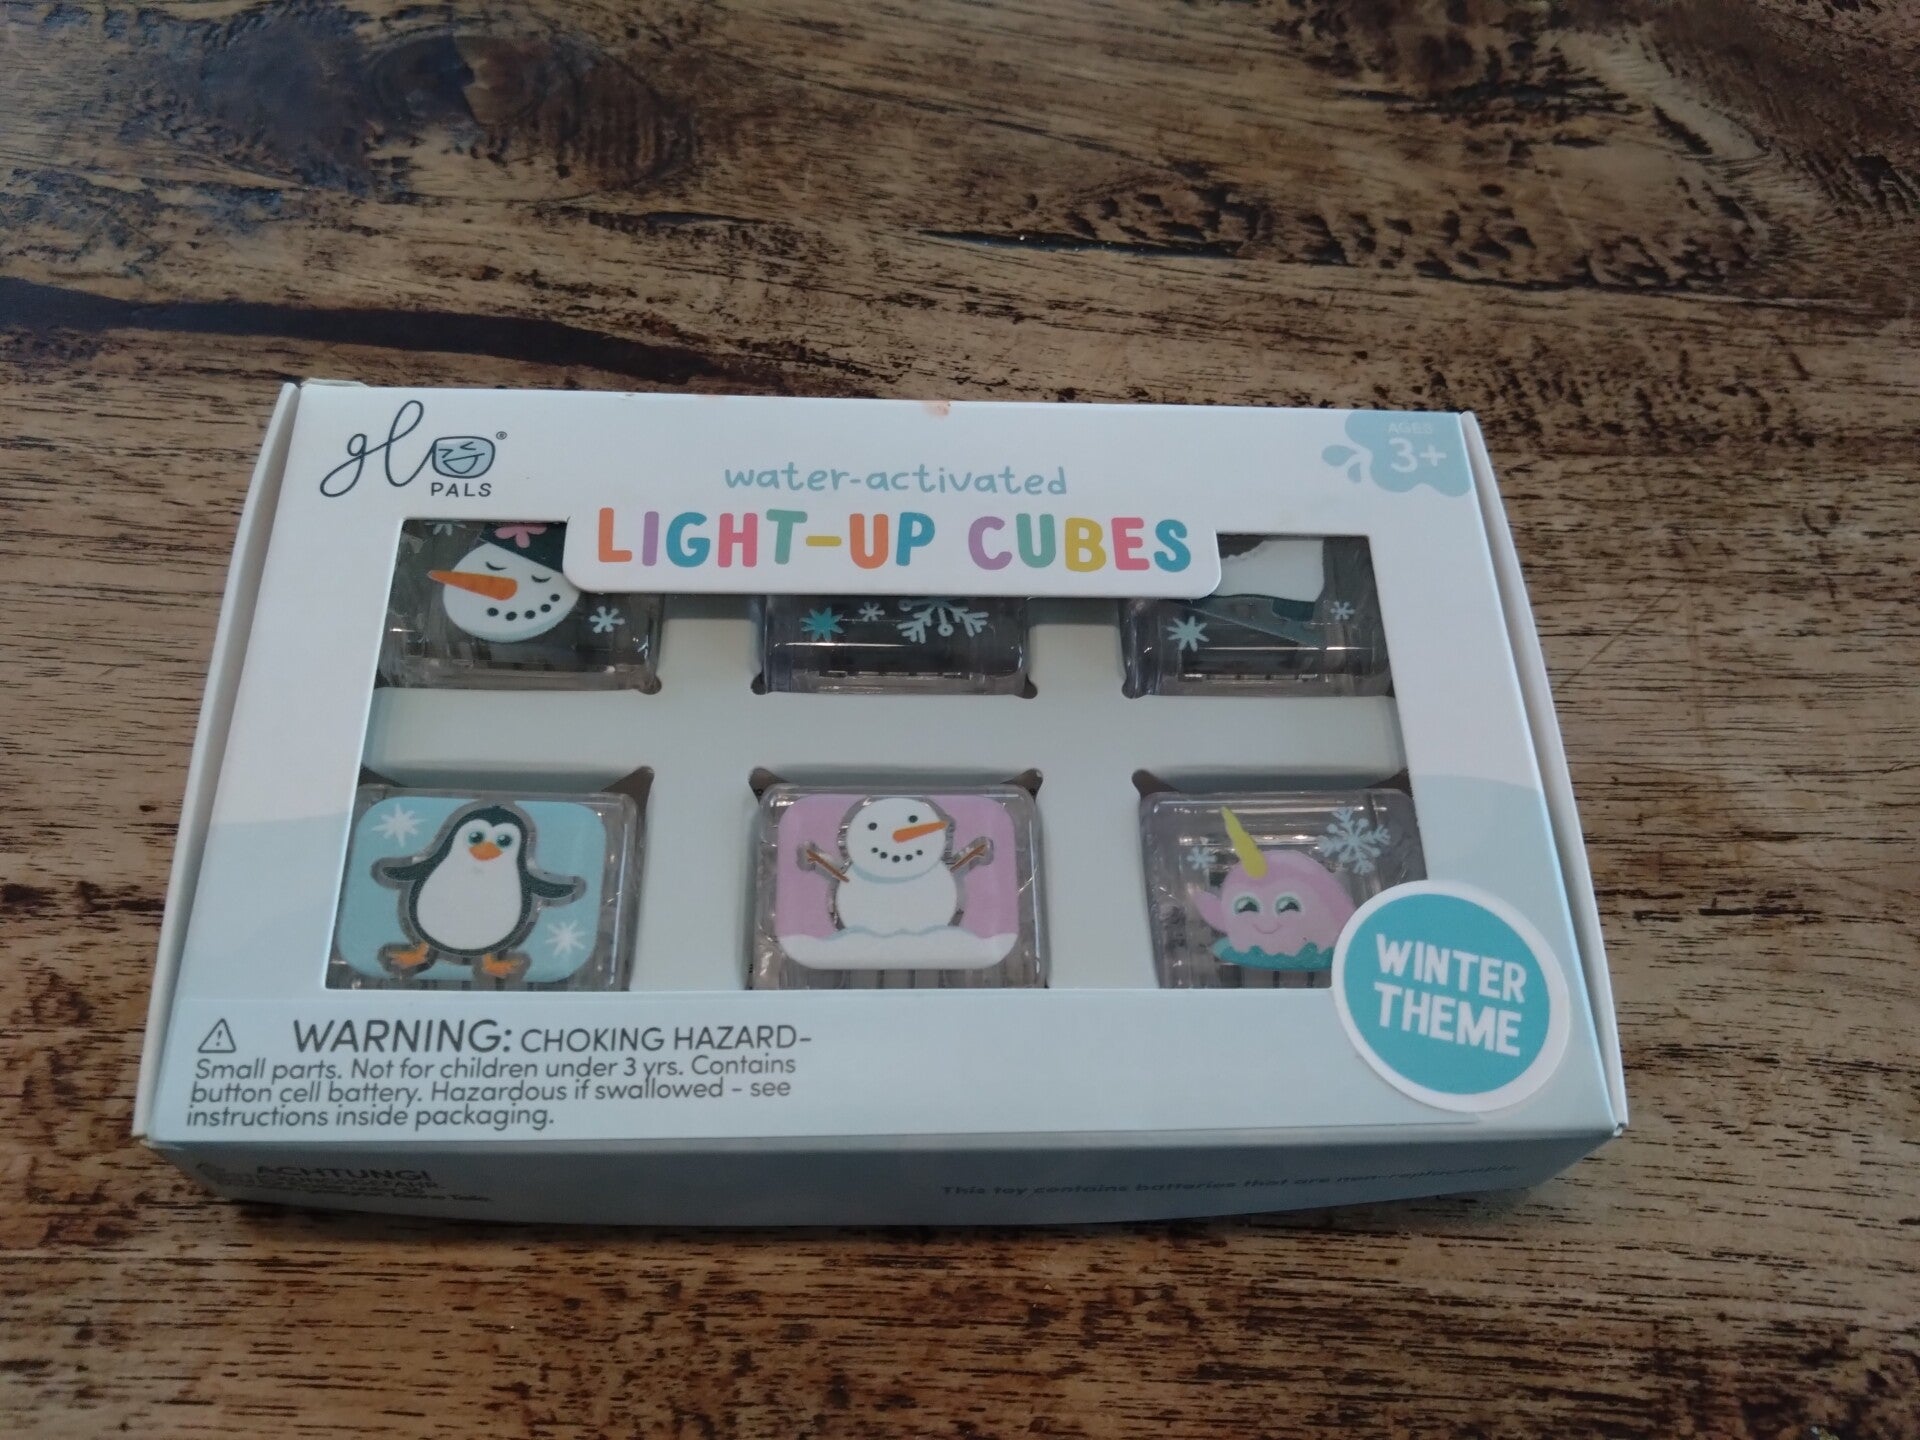 glo
PALS
water-activated
LIGHT-UP CUBES
AGES
3+
WINTER
THEME
WARNING: CHOKING HAZARD-
Small parts. Not for children under 3 yrs. Contains
button cell battery. Hazardous if swallowed - see
instructions inside packaging.
ACHTUNG!
This toy contains batteries that are non-replaceable.